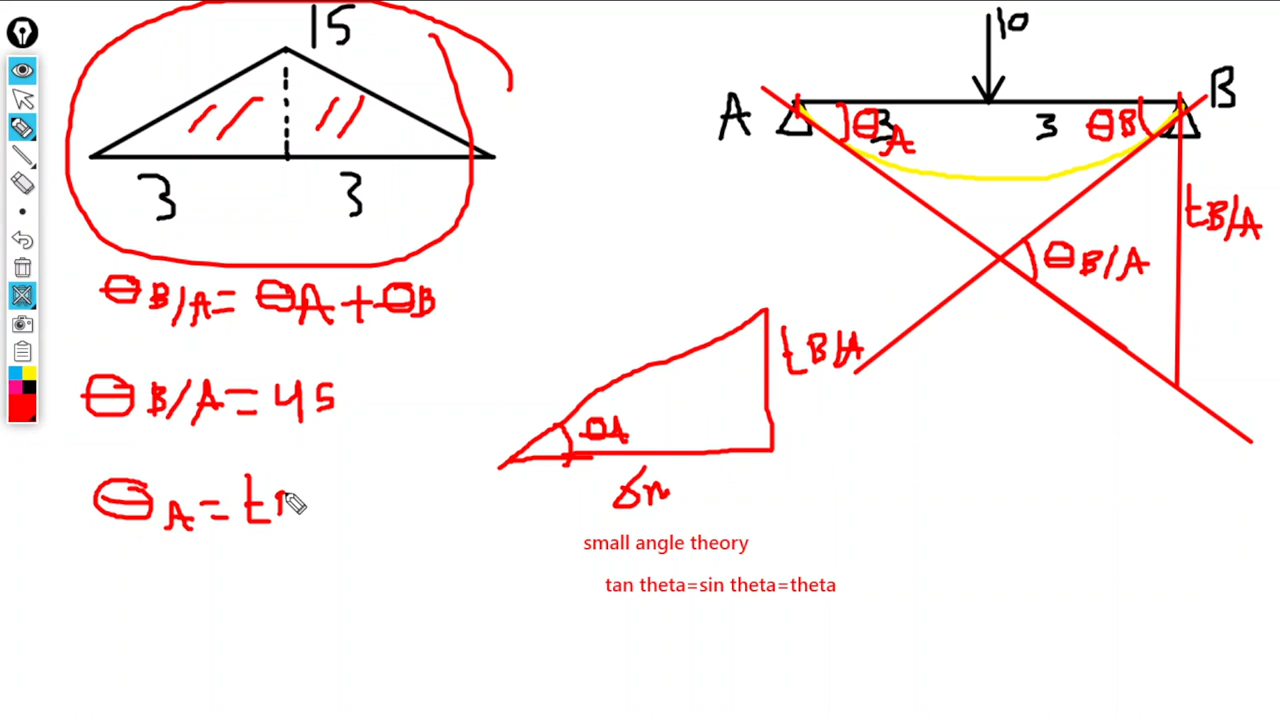 15
3 3
10
A B
θA 3 3 θB
tB/A
θB/A
θB/A = θA + θB
θB/A = 45
θA = t
tB/A
θA
small angle theory
tan theta=sin theta=theta